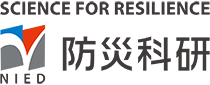 SCIENCE FOR RESILIENCE
防災科研
NIED